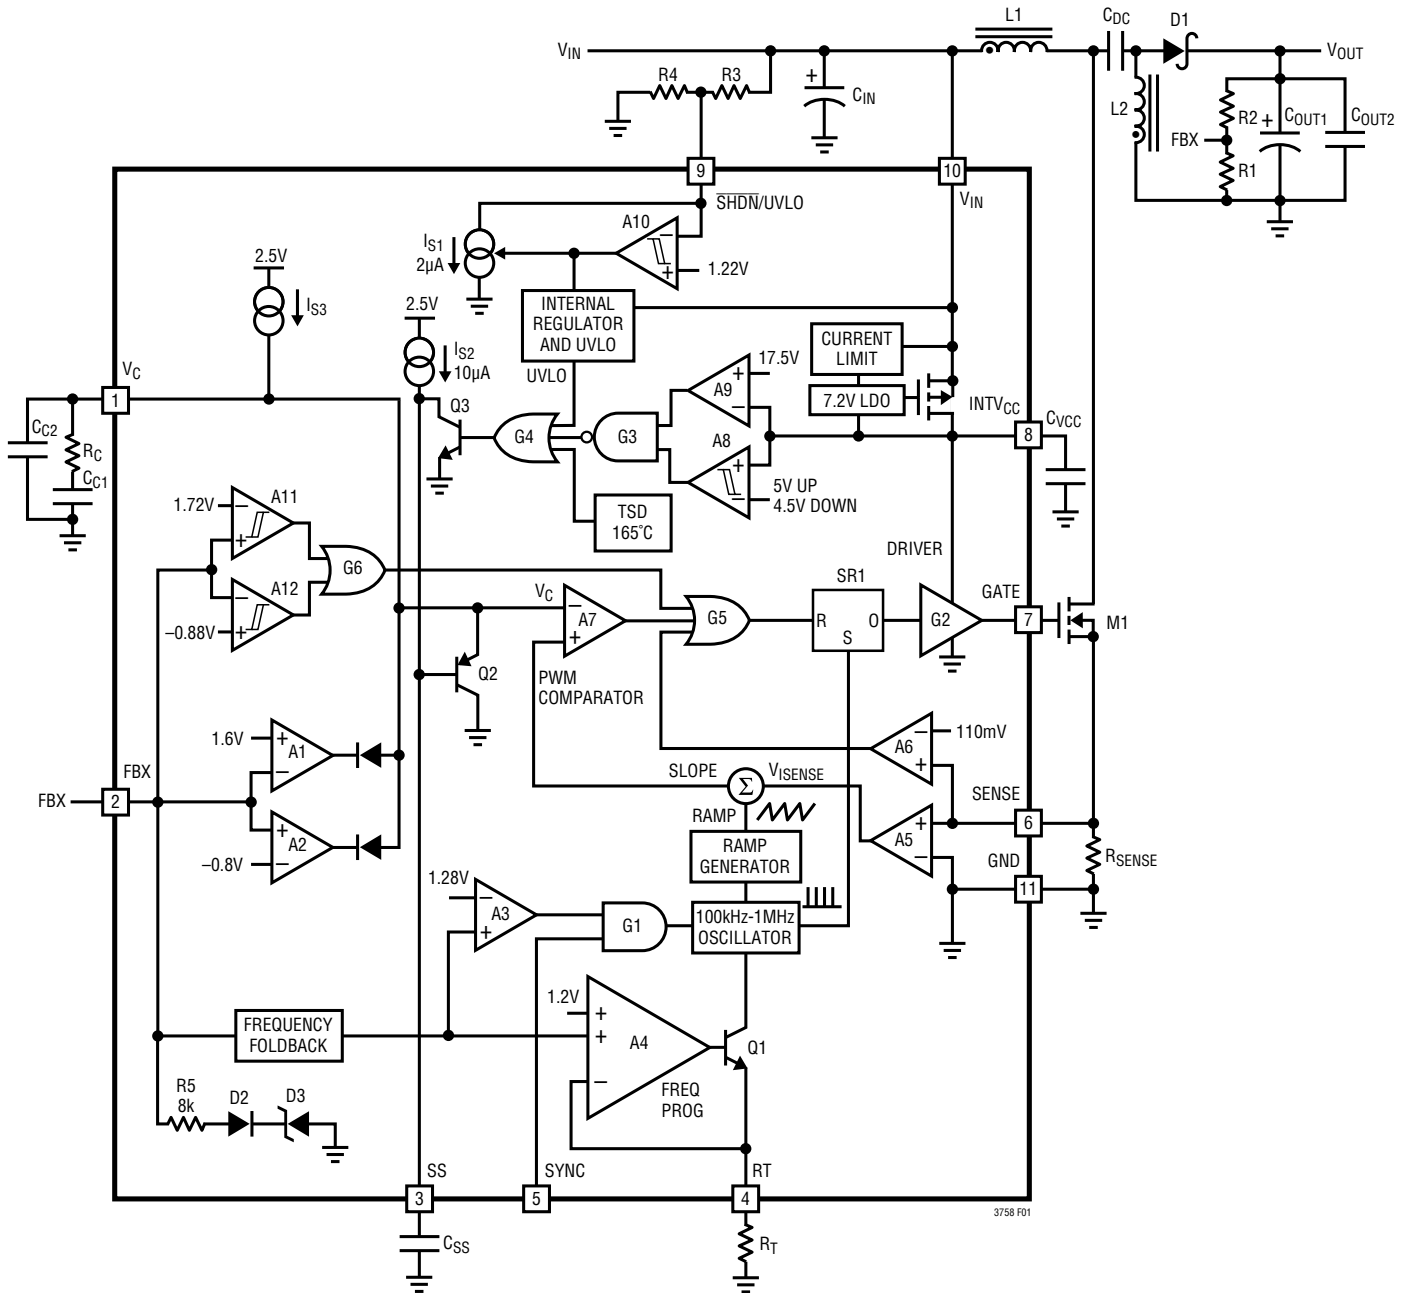 L1
CDC
D1
VIN
VOUT
R4
R3
+
CIN
L2
R2
+
COUT1
COUT2
FBX
R1
9
10
SHDN/UVLO
VIN
A10
−
+
1.22V
IS1
2µA
2.5V
IS3
2.5V
IS2
10µA
INTERNAL
REGULATOR
AND UVLO
UVLO
CURRENT
LIMIT
7.2V LDO
17.5V
A9
+
−
INTVCC
CVCC
8
VC
1
CC2
RC
CC1
Q3
G4
G3
A8
+
−
5V UP
4.5V DOWN
TSD
165˚C
1.72V
A11
−
+
A12
−
+
–0.88V
G6
DRIVER
VC
−
A7
+
PWM
COMPARATOR
G5
SR1
R
O
S
G2
GATE
7
M1
Q2
1.6V
+
A1
−
FBX
FBX
2
+
A2
−
–0.8V
A6
−
+
110mV
SLOPE
Σ
VISENSE
RAMP
RAMP
GENERATOR
A5
+
−
SENSE
6
GND
11
RSENSE
1.28V
−
A3
+
G1
100kHz-1MHz
OSCILLATOR
1.2V
+
+
−
A4
Q1
FREQ
PROG
FREQUENCY
FOLDBACK
R5
8k
D2
D3
SS
SYNC
RT
3
5
4
3758 F01
CSS
RT